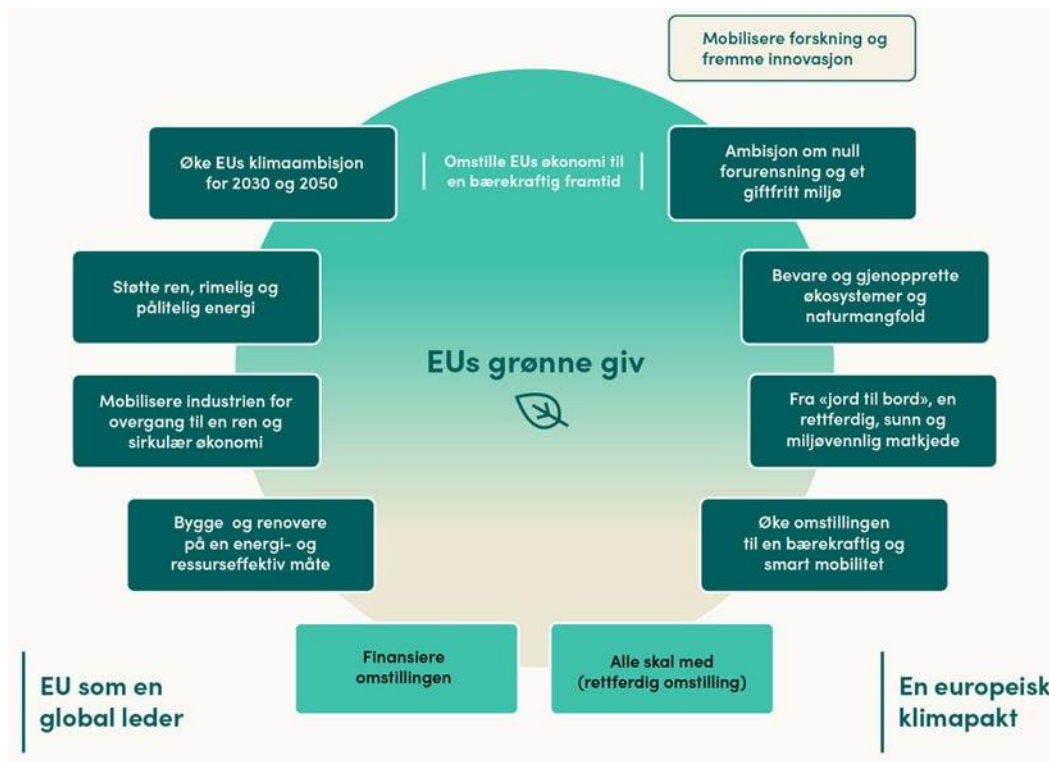 Mobilisere forskning og
fremme innovasjon
Øke EUs klimaambisjon
for 2030 og 2050
Omstille EUs økonomi til
en bærekraftig framtid
Ambisjon om null
forurensning og et
giftfritt miljø
Støtte ren, rimelig og
pålitelig energi
Bevare og gjenopprette
økosystemer og
naturmangfold
EUs grønne giv
Mobilisere industrien for
overgang til en ren og
sirkulær økonomi
Fra «jord til bord», en
rettferdig, sunn og
miljøvennlig matkjede
Bygge og renovere
på en energi- og
ressurseffektiv måte
Øke omstillingen
til en bærekraftig og
smart mobilitet
Finansiere
omstillingen
Alle skal med
(rettferdig omstilling)
EU som en
global leder
En europeisk
klimapakt